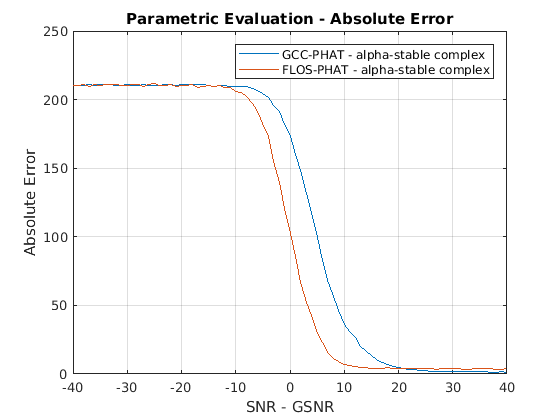 Parametric Evaluation - Absolute Error
GCC-PHAT - alpha-stable complex
FLOS-PHAT - alpha-stable complex
Absolute Error
250
200
150
100
50
0
-40 -30 -20 -10 0 10 20 30 40
SNR - GSNR